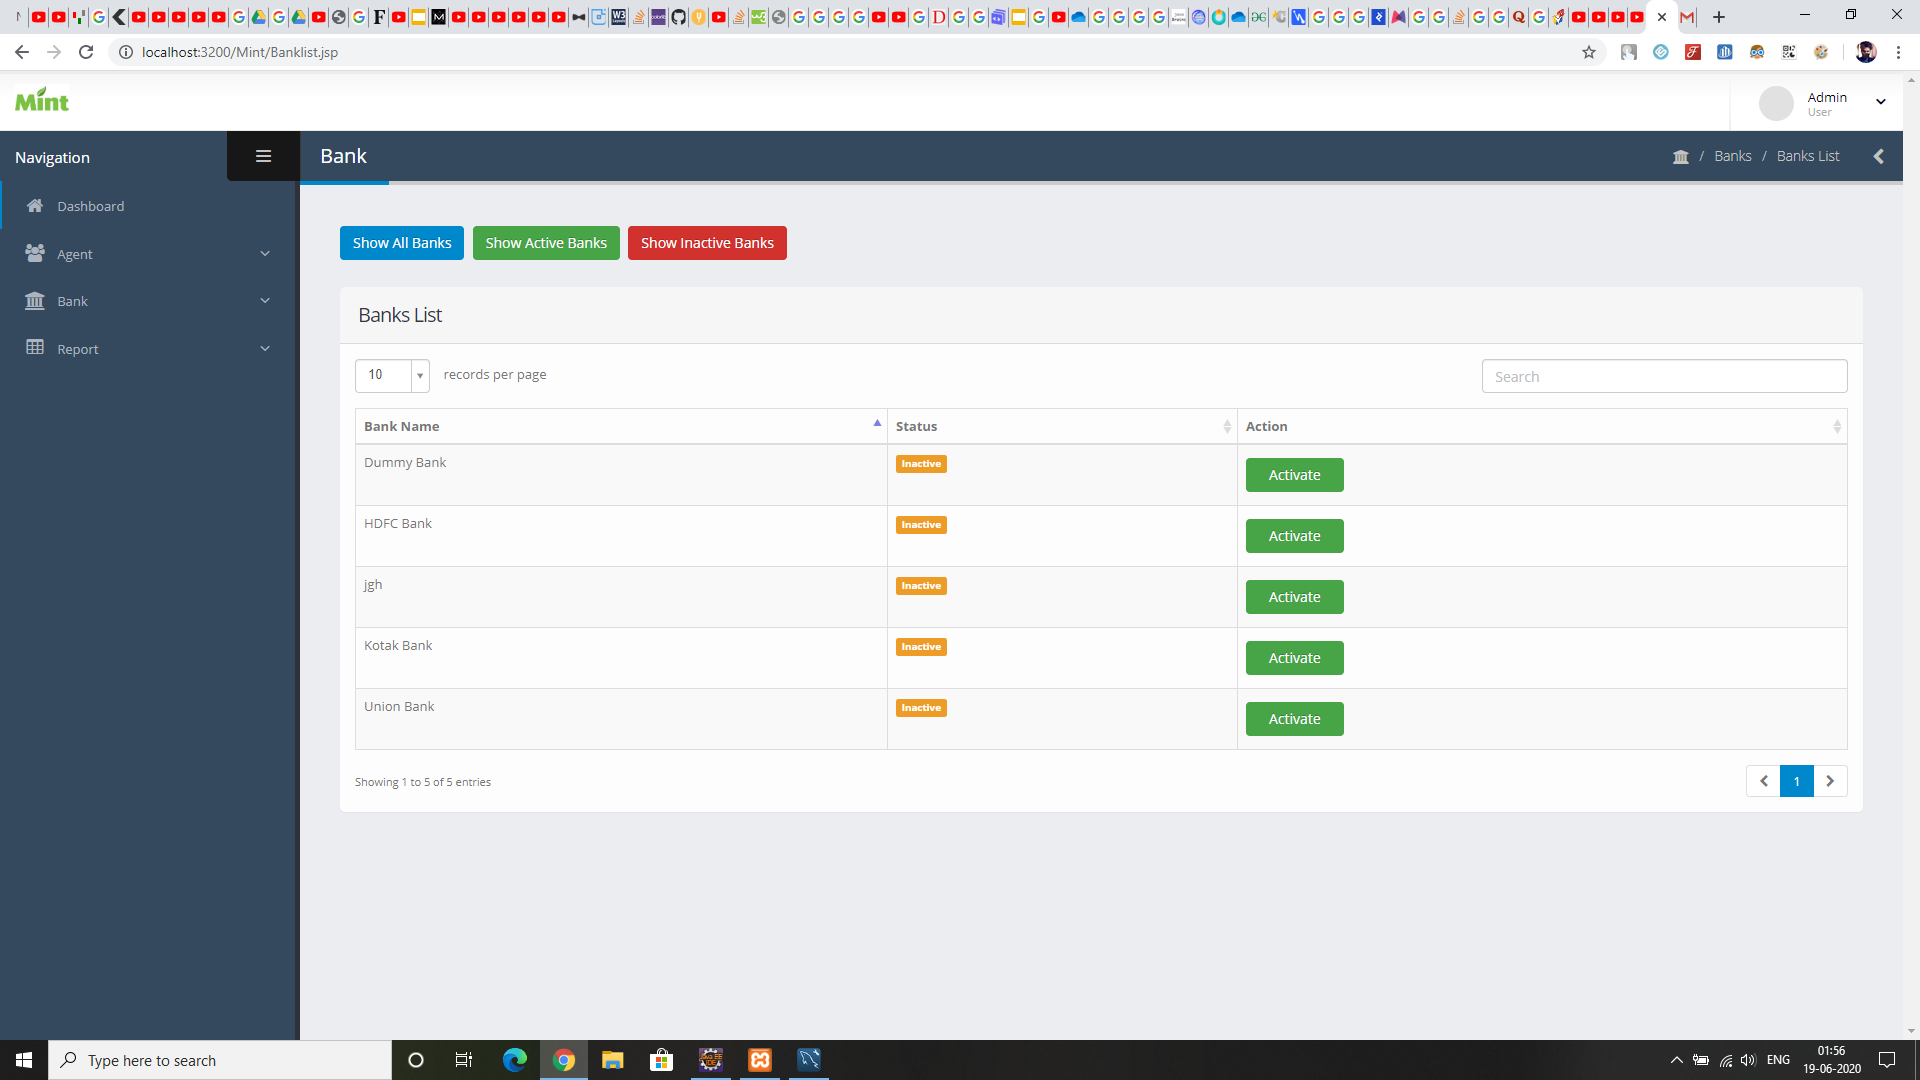 localhost:3200/Mint/Banklist.jsp
Mint
Admin
User
Navigation
Bank
/ Banks / Banks List
Dashboard
Agent
Bank
Report
Show All Banks
Show Active Banks
Show Inactive Banks
Banks List
10
records per page
Search
Bank Name
Status
Action
Dummy Bank
Inactive
Activate
HDFC Bank
Inactive
Activate
jgh
Inactive
Activate
Kotak Bank
Inactive
Activate
Union Bank
Inactive
Activate
Showing 1 to 5 of 5 entries
1
Type here to search
ENG
01:56
19-06-2020